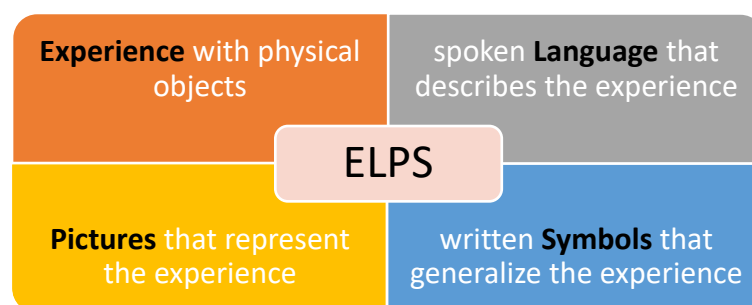 Experience with physical
objects
spoken Language that
describes the experience
ELPS
Pictures that represent
the experience
written Symbols that
generalize the experience